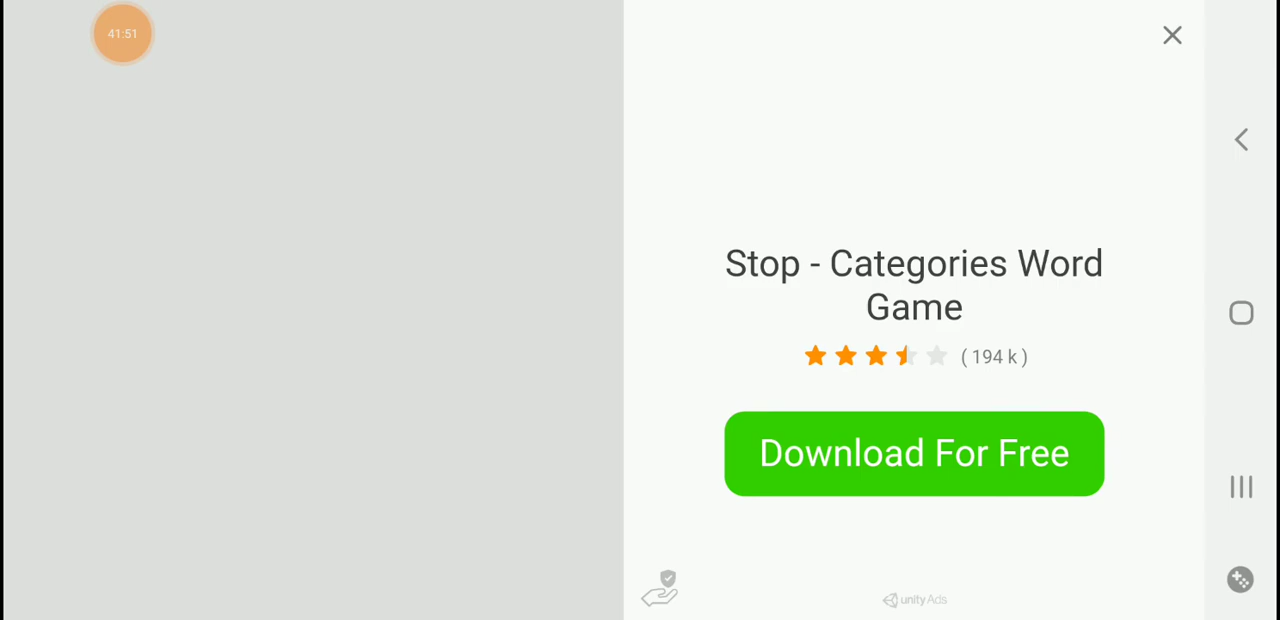 41:51
Stop - Categories Word
Game
( 194 k )
Download For Free
unity Ads